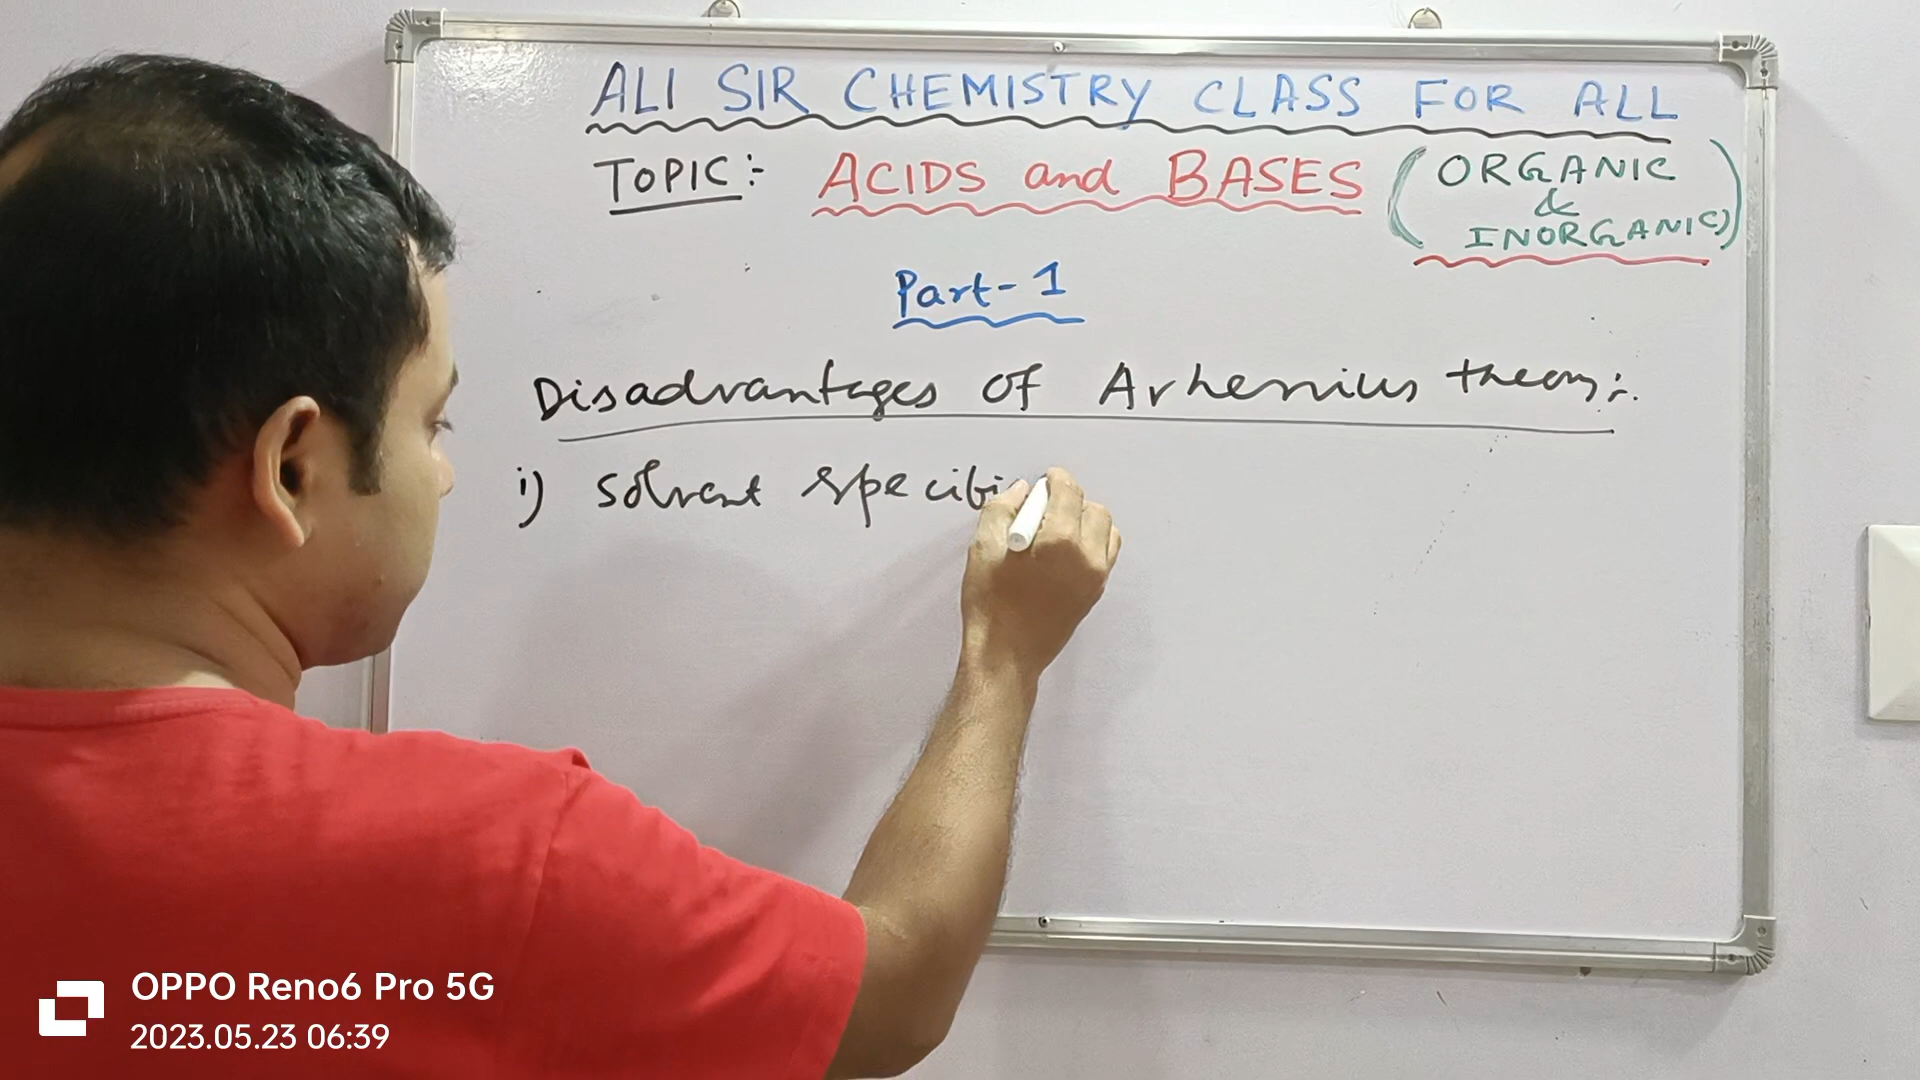 ALI SIR CHEMISTRY CLASS FOR ALL
TOPIC:- ACIDS and BASES (ORGANIC
&
INORGANIC)
Part-1
Disadvantages of Arhenius theory:-
i) Solvent specifi
OPPO Reno6 Pro 5G
2023.05.23 06:39